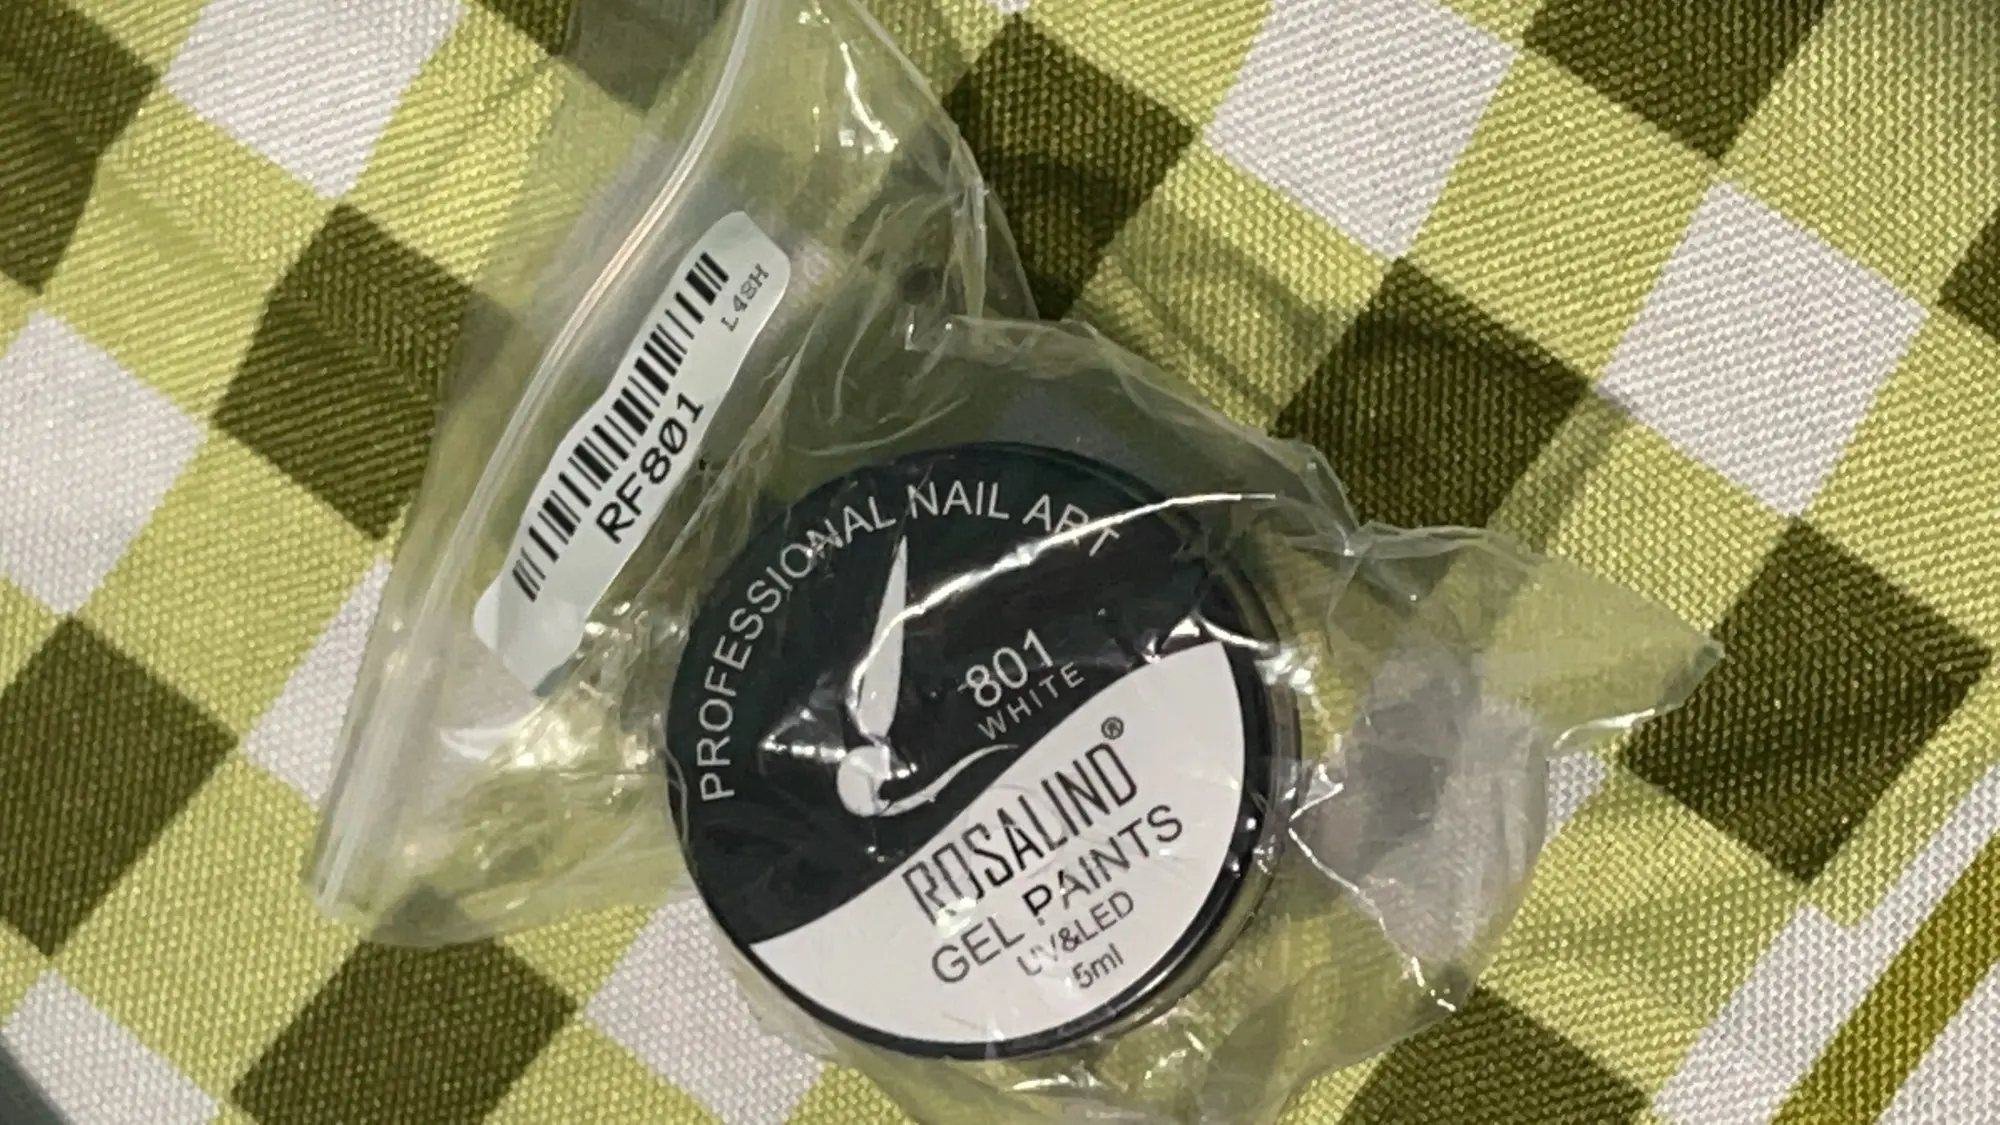 L48H
RF801
PROFESSIONAL NAIL ART
801
WHITE
ROSALIND®
GEL PAINTS
UV&LED
5ml